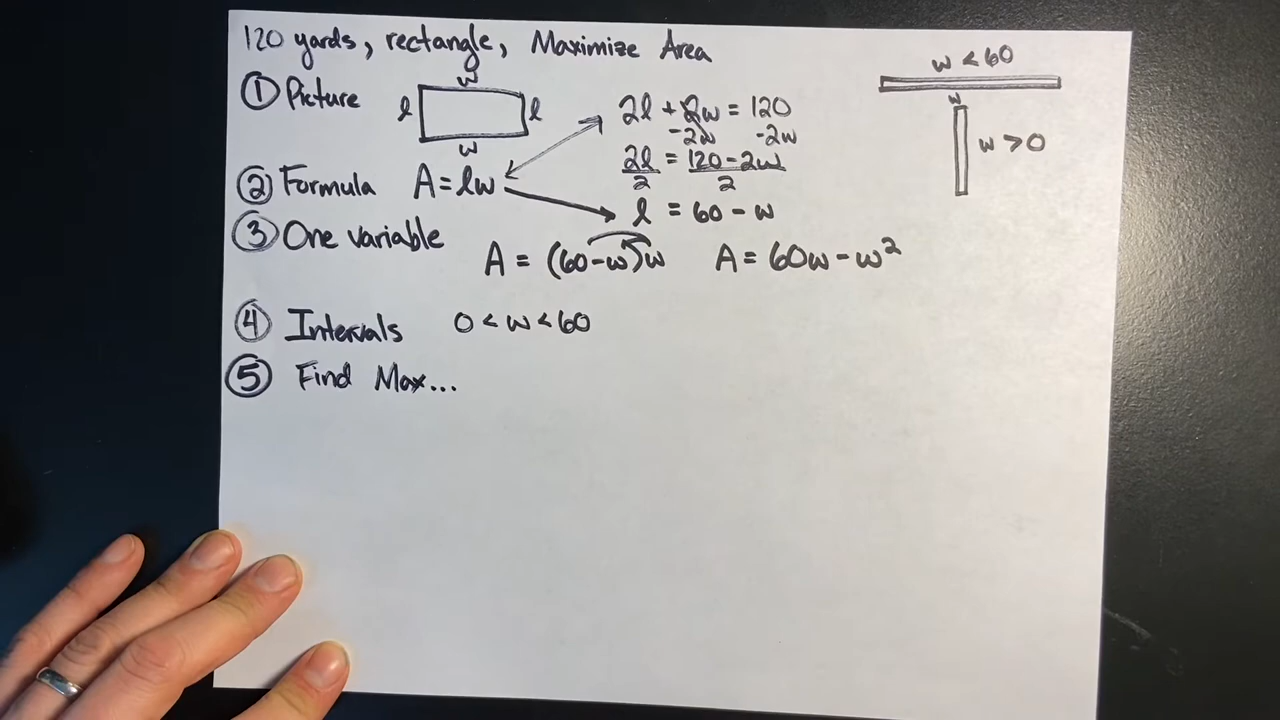 120 yards, rectangle, Maximize Area
① Picture
w
l
l
w
2l + 2w = 120
-2w -2w
2l = 120 - 2w
2 2
l = 60 - w
w < 60
w
w > 0
② Formula A = lw
③ One variable
A = (60 - w)w A = 60w - w²
④ Intervals 0 < w < 60
⑤ Find Max...